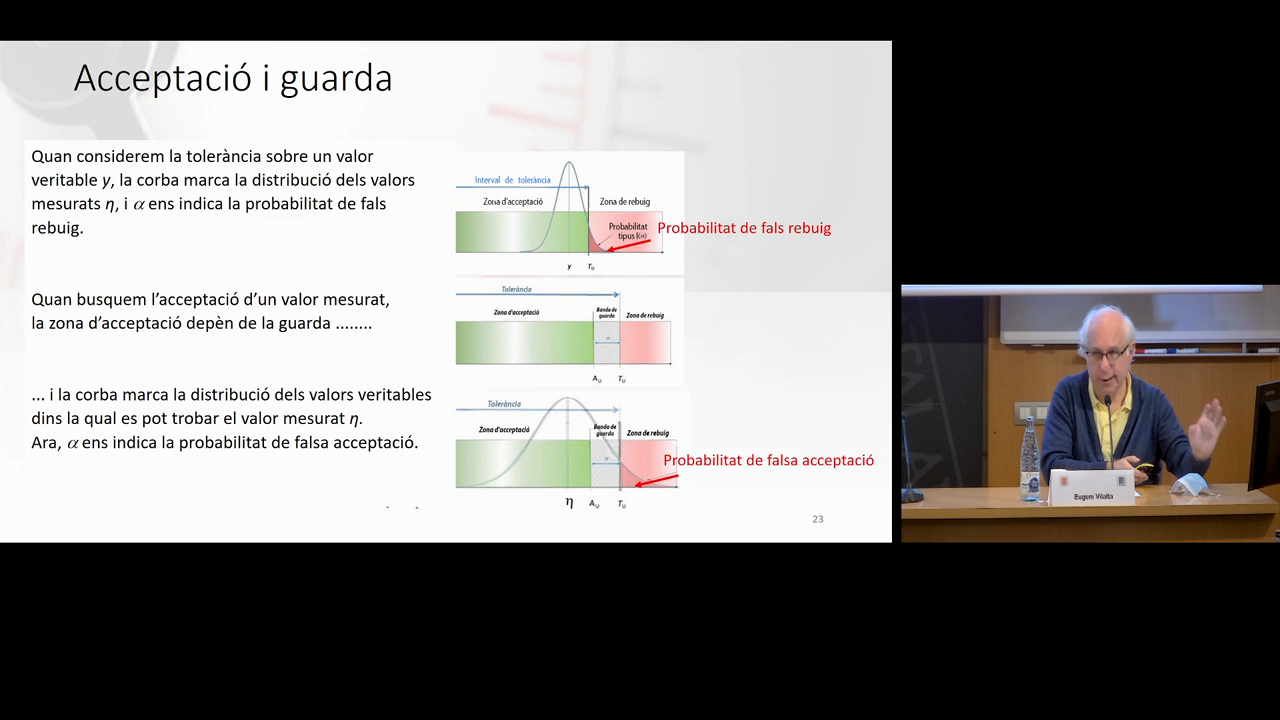 Acceptació i guarda
Quan considerem la tolerància sobre un valor
veritable y, la corba marca la distribució dels valors
mesurats η, i α ens indica la probabilitat de fals
rebuig.
Quan busquem l'acceptació d'un valor mesurat,
la zona d'acceptació depèn de la guarda ........
... i la corba marca la distribució dels valors veritables
dins la qual es pot trobar el valor mesurat η.
Ara, α ens indica la probabilitat de falsa acceptació.
Interval de tolerància
Zona d'acceptació
Zona de rebuig
Probabilitat
tipus I(α)
Probabilitat de fals rebuig
y
Tu
Tolerància
Zona d'acceptació
Banda de
guarda
Zona de rebuig
w
Au
Tu
Tolerància
Zona d'acceptació
Banda de
guarda
Zona de rebuig
w
Probabilitat de falsa acceptació
η
Au
Tu
23
Eugeni Vilalta